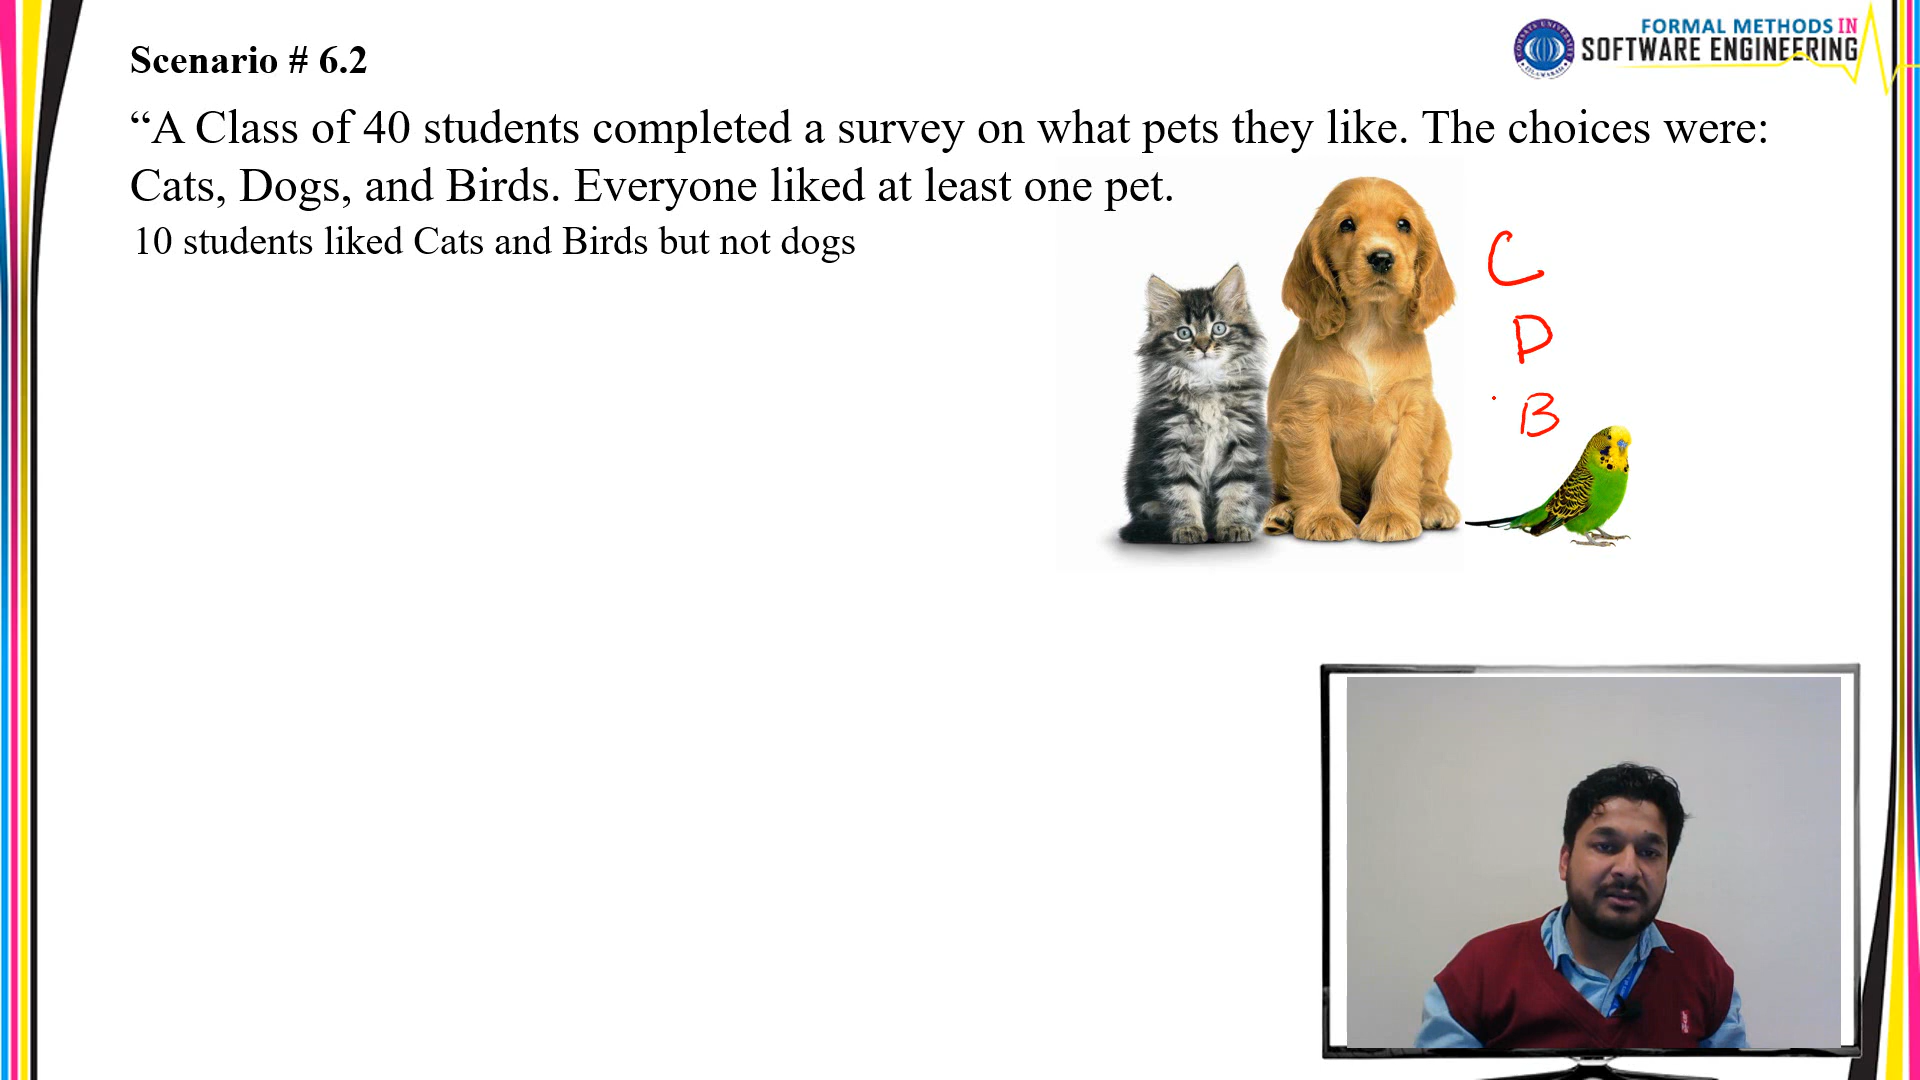 Scenario # 6.2
FORMAL METHODS IN
SOFTWARE ENGINEERING
“A Class of 40 students completed a survey on what pets they like. The choices were:
Cats, Dogs, and Birds. Everyone liked at least one pet.
10 students liked Cats and Birds but not dogs
C
D
B